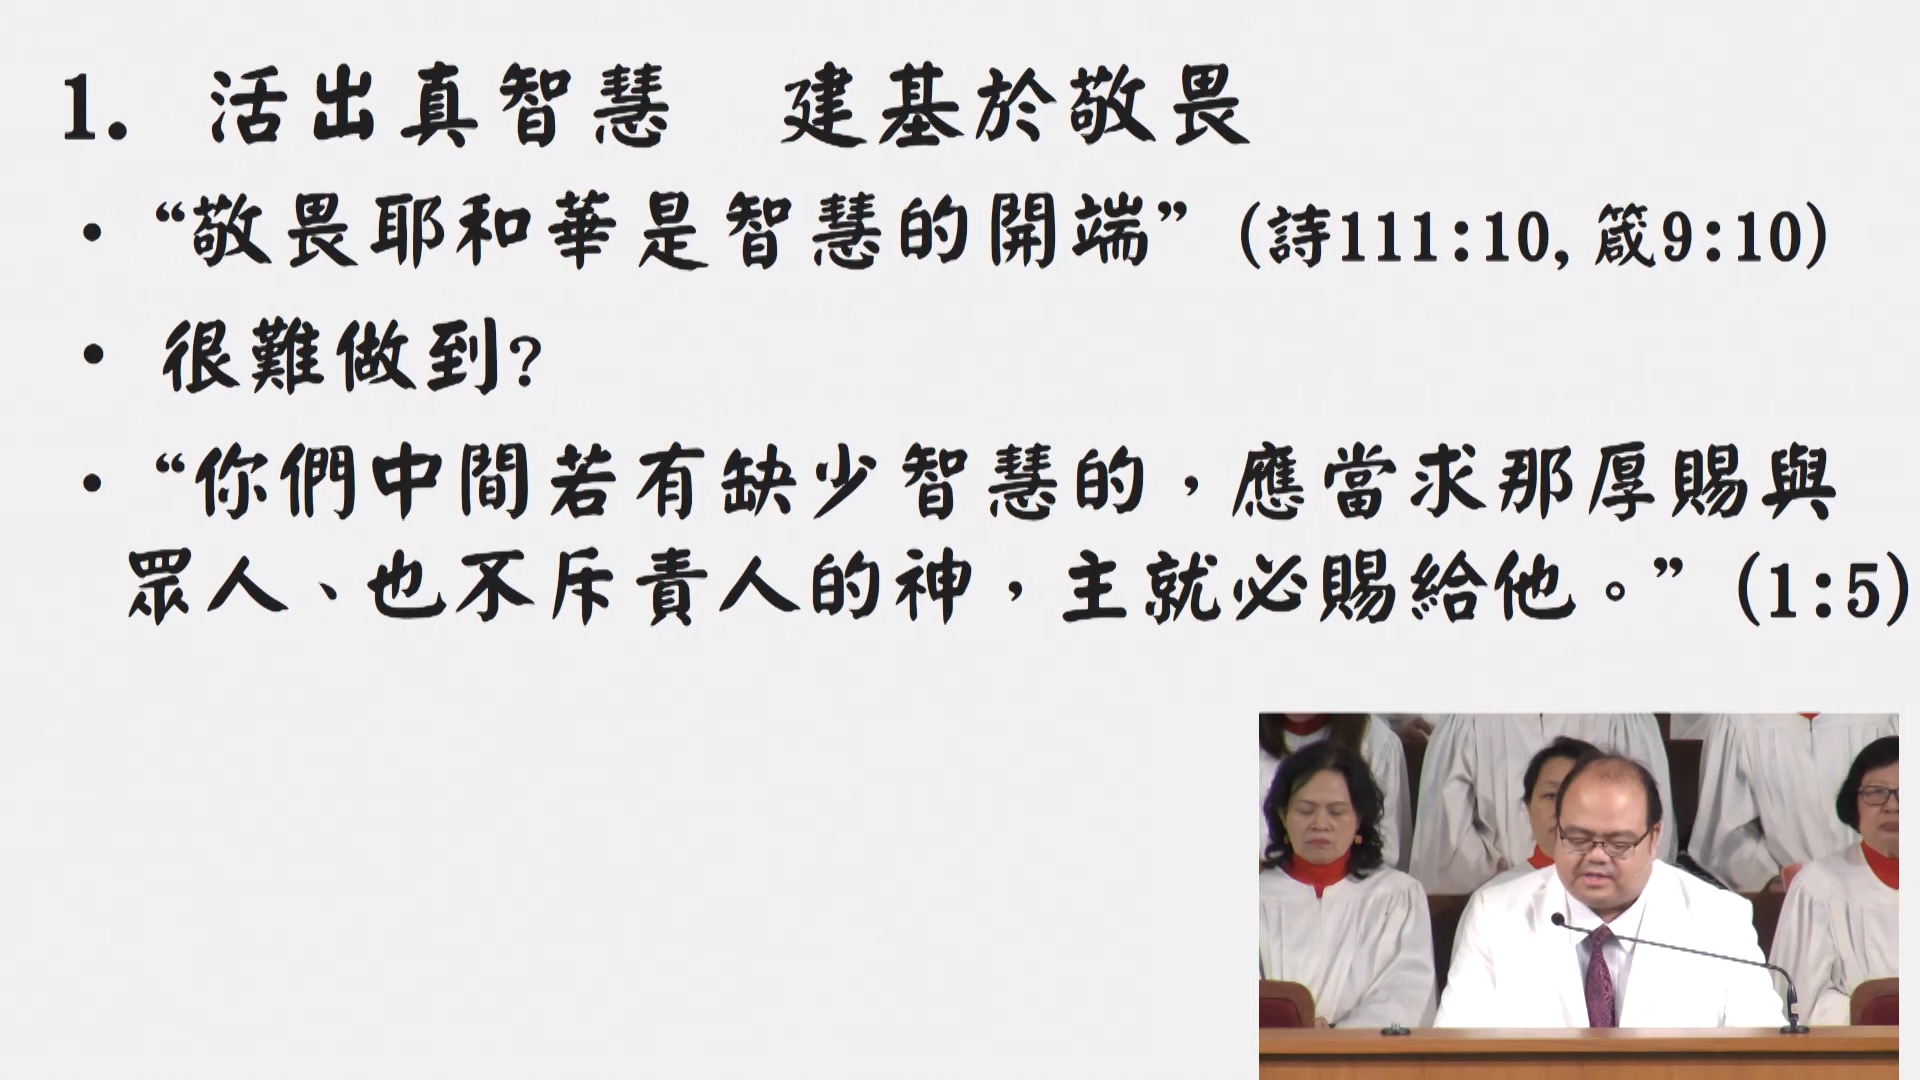 1. 活出真智慧 建基於敬畏
• “敬畏耶和華是智慧的開端” (詩111:10, 箴9:10)
• 很難做到?
• “你們中間若有缺少智慧的，應當求那厚賜與
眾人、也不斥責人的神，主就必賜給他。” (1:5)